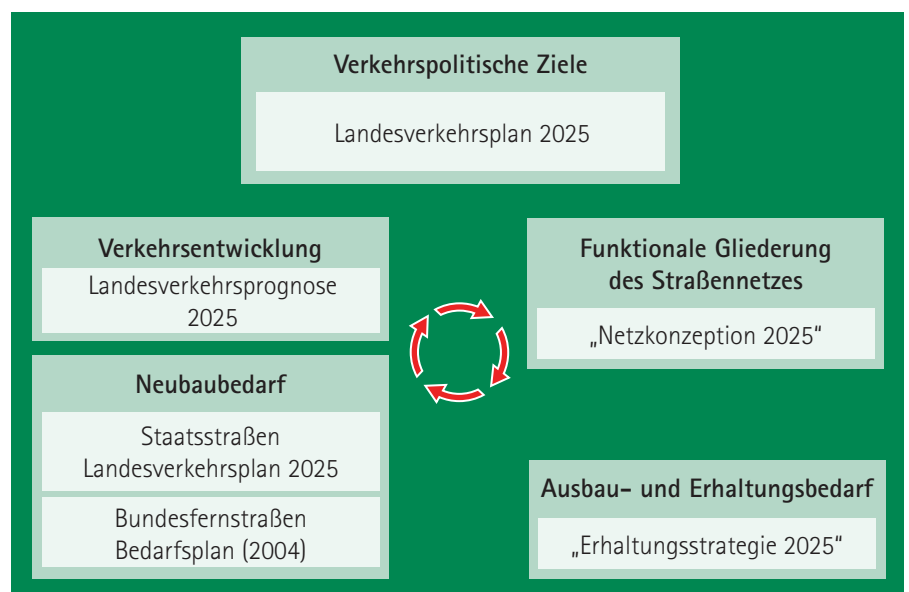 Verkehrspolitische Ziele
Landesverkehrsplan 2025
Verkehrsentwicklung
Landesverkehrsprognose
2025
Neubaubedarf
Staatsstraßen
Landesverkehrsplan 2025
Bundesfernstraßen
Bedarfsplan (2004)
Funktionale Gliederung
des Straßennetzes
„Netzkonzeption 2025“
Ausbau- und Erhaltungsbedarf
„Erhaltungsstrategie 2025“